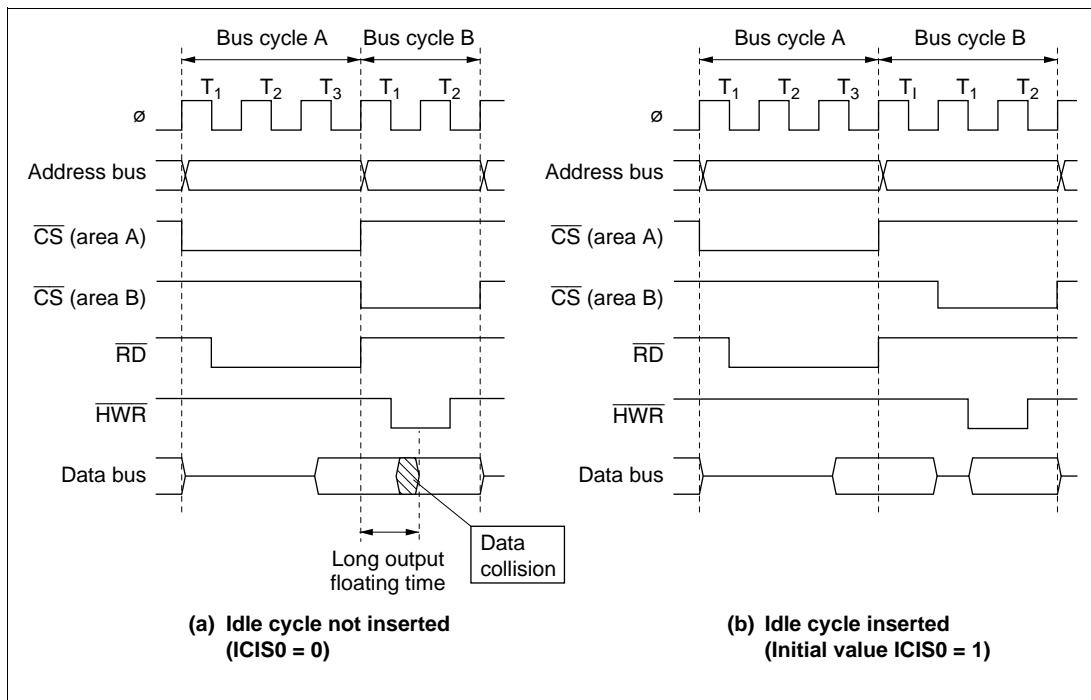 Bus cycle A Bus cycle B
T1 T2 T3 T1 T2
ø
Address bus
CS (area A)
CS (area B)
RD
HWR
Data bus
Long output
floating time
Data
collision
(a) Idle cycle not inserted
(ICIS0 = 0)
Bus cycle A Bus cycle B
T1 T2 T3 TI T1 T2
ø
Address bus
CS (area A)
CS (area B)
RD
HWR
Data bus
(b) Idle cycle inserted
(Initial value ICIS0 = 1)